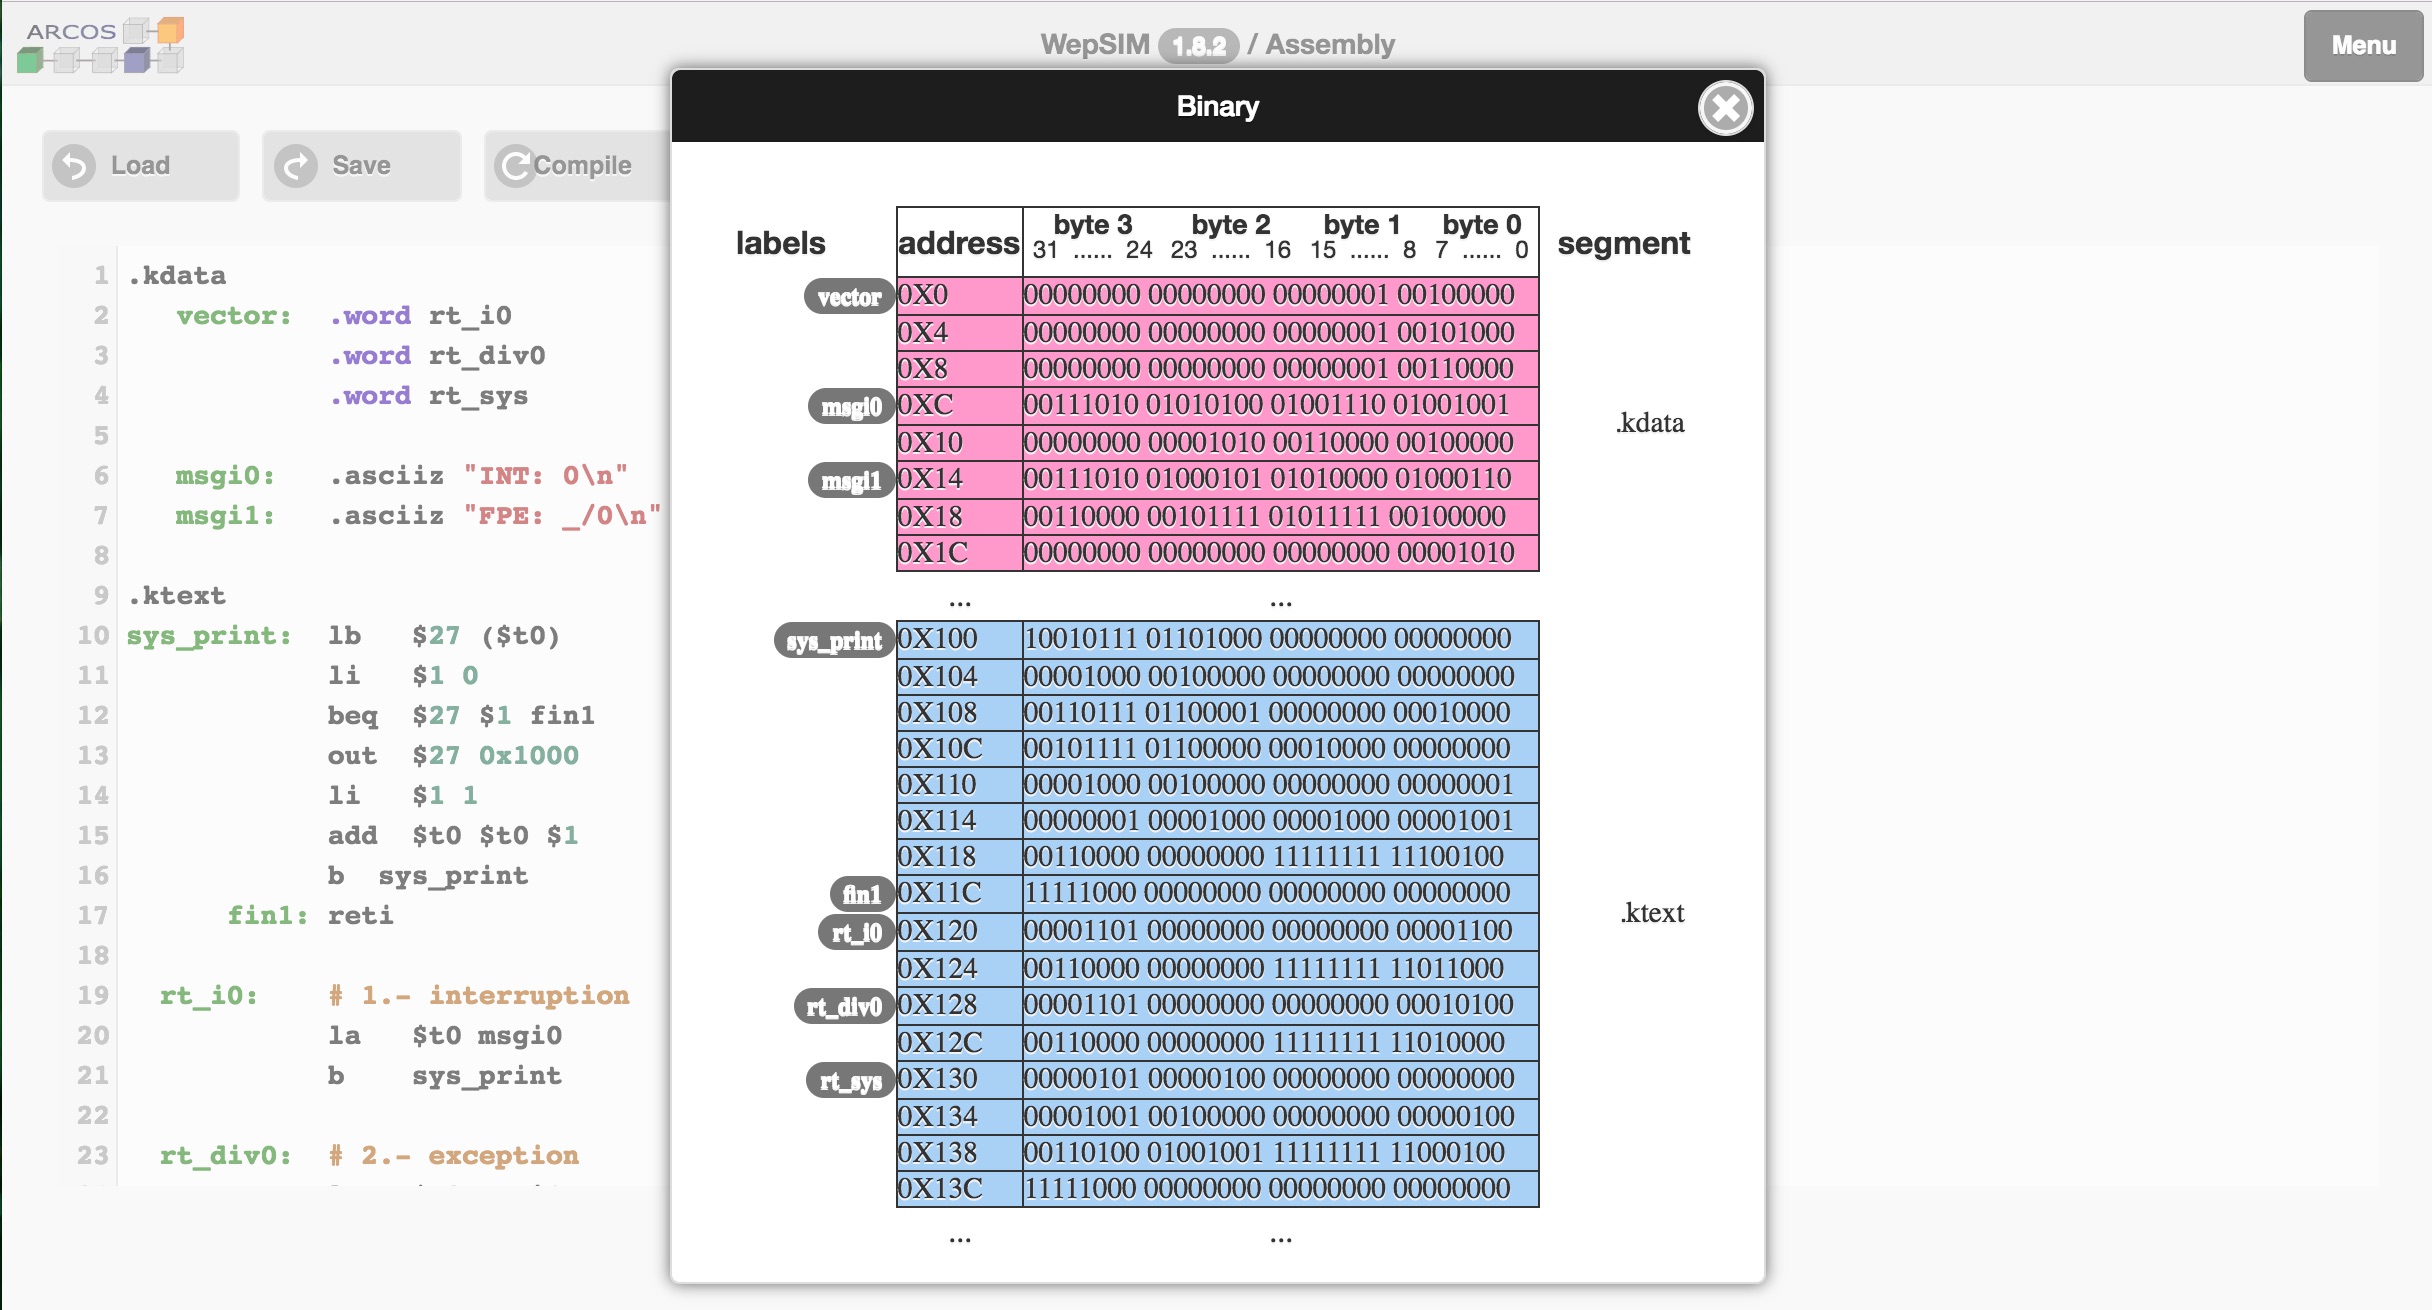 ARCOS
WepSIM 1.8.2 / Assembly
Menu
Load
Save
Compile
1 .kdata
2 vector: .word rt_i0
3 .word rt_div0
4 .word rt_sys
5
6 msgi0: .asciiz "INT: 0\n"
7 msgi1: .asciiz "FPE: _/0\n"
8
9 .ktext
10 sys_print: lb $27 ($t0)
11 li $1 0
12 beq $27 $1 fin1
13 out $27 0x1000
14 li $1 1
15 add $t0 $t0 $1
16 b sys_print
17 fin1: reti
18
19 rt_i0: # 1.- interruption
20 la $t0 msgi0
21 b sys_print
22
23 rt_div0: # 2.- exception
Binary
labels address byte 3 byte 2 byte 1 byte 0 segment
31 ...... 24 23 ...... 16 15 ...... 8 7 ...... 0
vector 0X0 00000000 00000000 00000001 00100000
0X4 00000000 00000000 00000001 00101000
0X8 00000000 00000000 00000001 00110000
msgi0 0XC 00111010 01010100 01001110 01001001
.kdata
0X10 00000000 00001010 00110000 00100000
msgi1 0X14 00111010 01000101 01010000 01000110
0X18 00110000 00101111 01011111 00100000
0X1C 00000000 00000000 00000000 00001010
... ...
sys_print 0X100 10010111 01101000 00000000 00000000
0X104 00001000 00100000 00000000 00000000
0X108 00110111 01100001 00000000 00010000
0X10C 00101111 01100000 00010000 00000000
0X110 00001000 00100000 00000000 00000001
0X114 00000001 00001000 00001000 00001001
0X118 00110000 00000000 11111111 11100100
fin1 0X11C 11111000 00000000 00000000 00000000
.ktext
rt_i0 0X120 00001101 00000000 00000000 00001100
0X124 00110000 00000000 11111111 11011000
rt_div0 0X128 00001101 00000000 00000000 00010100
0X12C 00110000 00000000 11111111 11010000
rt_sys 0X130 00000101 00000100 00000000 00000000
0X134 00001001 00100000 00000000 00000100
0X138 00110100 01001001 11111111 11000100
0X13C 11111000 00000000 00000000 00000000
... ...